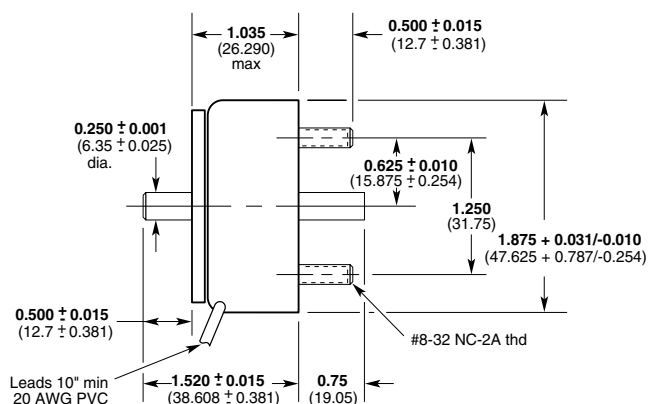 1.035
(26.290)
max
0.500 ± 0.015
(12.7 ± 0.381)
0.250 ± 0.001
(6.35 ± 0.025)
dia.
0.625 ± 0.010
(15.875 ± 0.254)
1.250
(31.75)
1.875 + 0.031/-0.010
(47.625 + 0.787/-0.254)
0.500 ± 0.015
(12.7 ± 0.381)
#8-32 NC-2A thd
Leads 10" min
20 AWG PVC
1.520 ± 0.015
(38.608 ± 0.381)
0.75
(19.05)